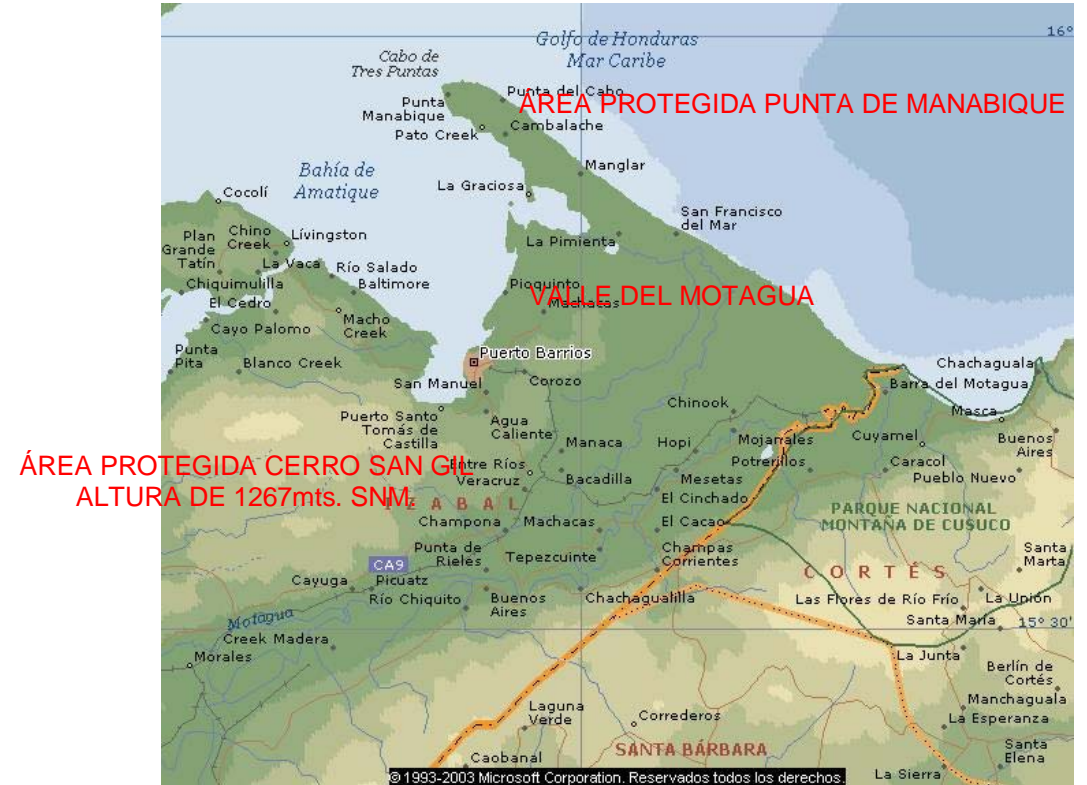 Golfo de Honduras
Mar Caribe
16°
Cabo de
Tres Puntas
Punta del Cabo
ÁREA PROTEGIDA PUNTA DE MANABIQUE
Punta
Manabique
Pato Creek
Cambalache
Bahía de
Amatique
Manglar
La Graciosa
Cocolí
San Francisco
del Mar
Plan
Grande
Tatín
Chino
Creek
Lívingston
La Pimienta
La Vaca
Río Salado
Chiquimulilla
Baltimore
Pioquinto
VALLE DEL MOTAGUA
Machacas
El Cedro
Cayo Palomo
Macho
Creek
Punta
Pita
Blanco Creek
Puerto Barrios
Chachaguala
San Manuel
Corozo
Barra del Motagua
Chinook
Masca
Puerto Santo
Tomás de
Castilla
Agua
Caliente
Manaca
Hopi
Mojanales
Cuyamel
Buenos
Aires
ÁREA PROTEGIDA CERRO SAN GIL
ALTURA DE 1267mts. SNM.
Entre Ríos
Veracruz
Bacadilla
Potrerillos
Mesetas
Caracol
Pueblo Nuevo
El Cinchado
IZABAL
PARQUE NACIONAL
MONTAÑA DE CUSUCO
Champona
Machacas
El Cacao
Punta de
Rieles
Tepezcuinte
Champas
Corrientes
Santa
Marta
CA9
CORTÉS
Cayuga
Picuatz
Río Chiquito
Buenos
Aires
Chachagualilla
Las Flores de Río Frío
La Unión
Motagua
Santa María
15° 30'
Creek Madera
Morales
La Junta
Berlín de
Cortés
Manchaguala
Laguna
Verde
Correderos
La Esperanza
SANTA BÁRBARA
Santa
Elena
Caobanal
La Sierra
© 1993-2003 Microsoft Corporation. Reservados todos los derechos.